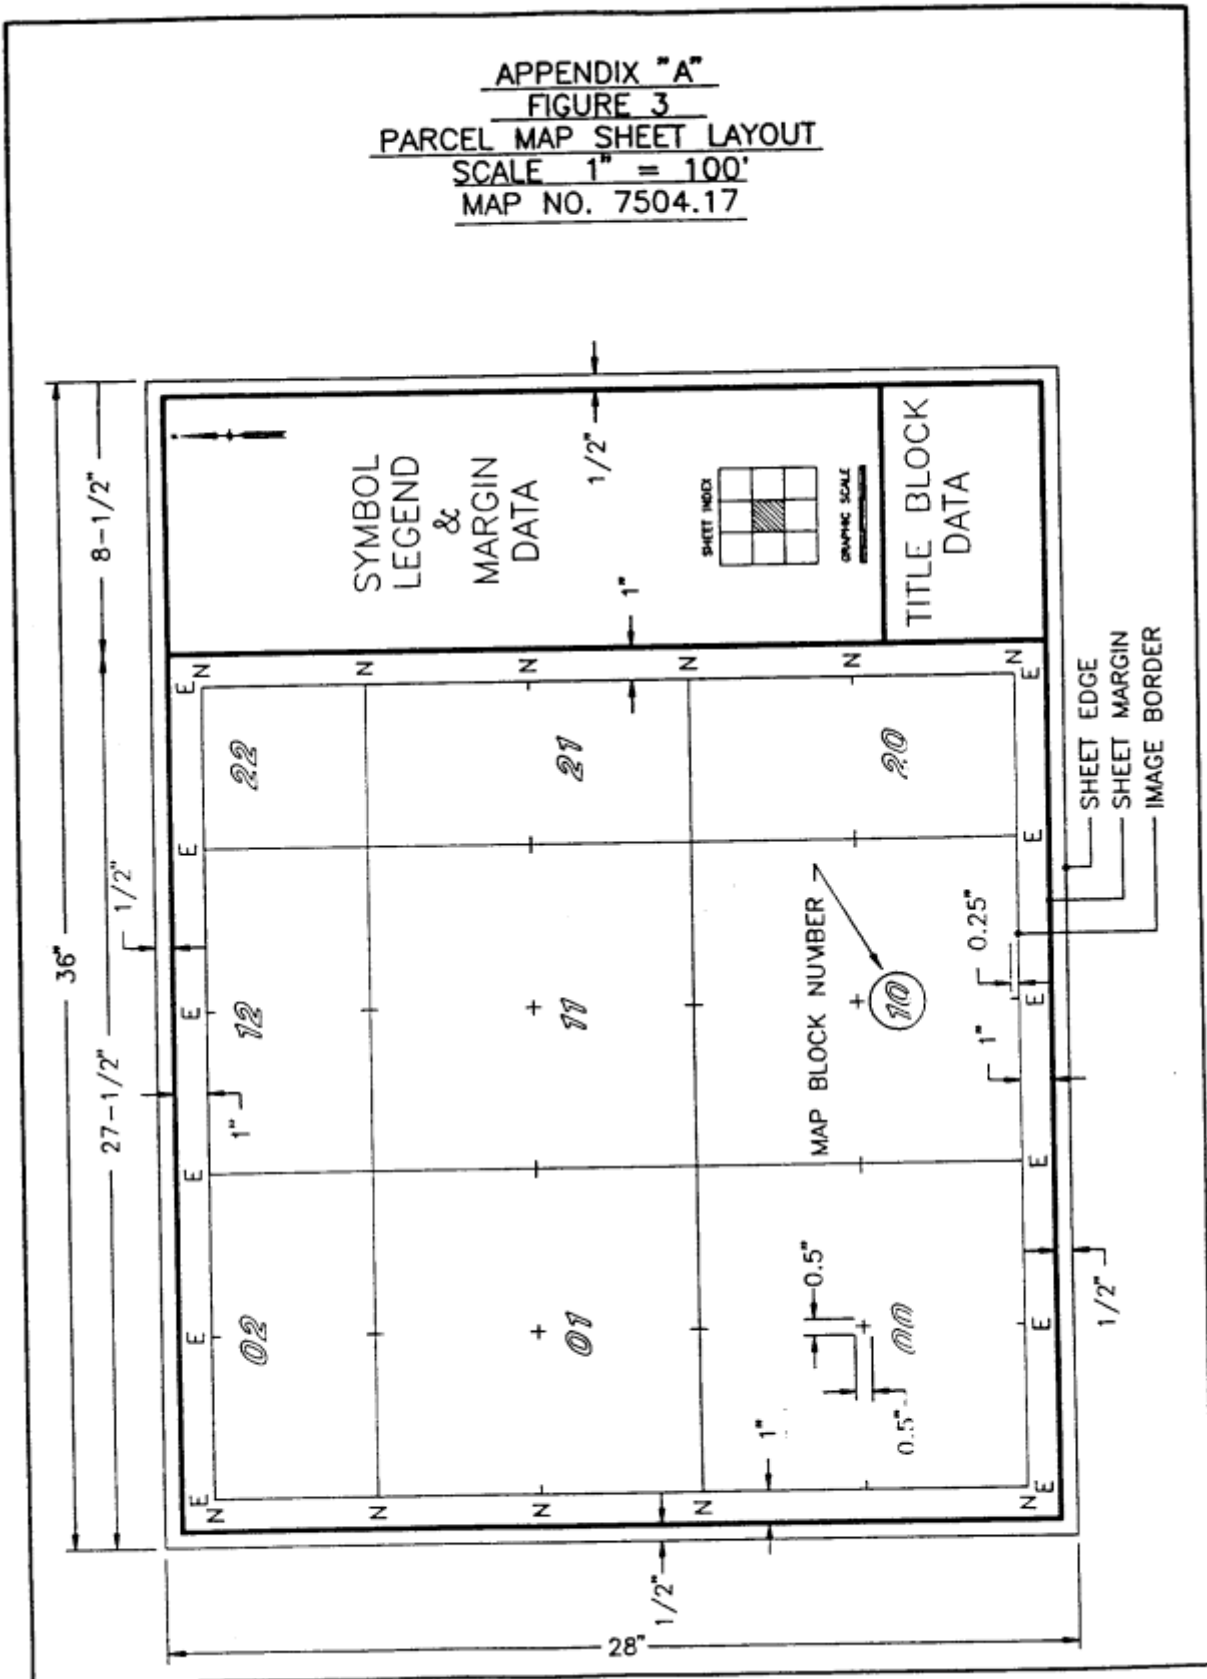 APPENDIX "A"
FIGURE 3
PARCEL MAP SHEET LAYOUT
SCALE 1" = 100'
MAP NO. 7504.17
36"
27-1/2"
8-1/2"
1/2"
1"
SYMBOL
LEGEND
&
MARGIN
DATA
1/2"
1"
SHEET INDEX
GRAPHIC SCALE
TITLE BLOCK
DATA
E
E
E
E
E
E
N
N
N
N
N
N
02
12
22
01
11
21
00
10
20
MAP BLOCK NUMBER
0.5"
0.5"
1"
0.25"
1"
N
N
N
N
N
E
E
E
E
E
E
1/2"
1/2"
28"
SHEET EDGE
SHEET MARGIN
IMAGE BORDER